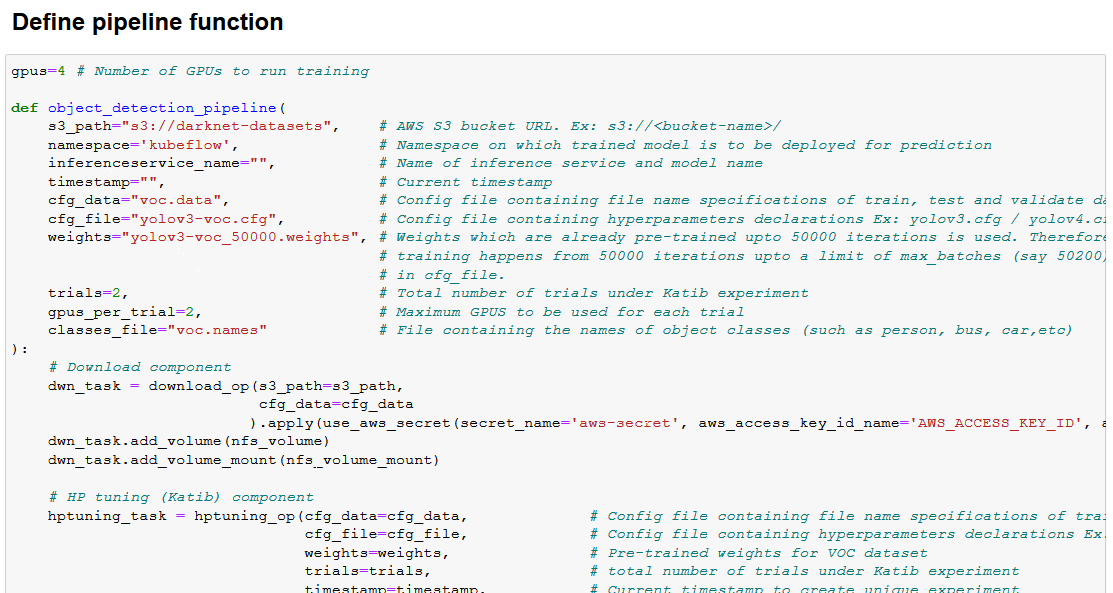 Define pipeline function
gpus=4 # Number of GPUs to run training
def object_detection_pipeline(
s3_path="s3://darknet-datasets", # AWS S3 bucket URL. Ex: s3://<bucket-name>/
namespace='kubeflow', # Namespace on which trained model is to be deployed for prediction
inferenceservice_name="", # Name of inference service and model name
timestamp="", # Current timestamp
cfg_data="voc.data", # Config file containing file name specifications of train, test and validate
cfg_file="yolov3-voc.cfg", # Config file containing hyperparameters declarations Ex: yolov3.cfg /
weights="yolov3-voc_50000.weights", # Weights which are already pre-trained upto 50000 iterations is used. Therefore
# training happens from 50000 iterations upto a limit of max_batches (say 50200)
# in cfg_file.
trials=2, # Total number of trials under Katib experiment
gpus_per_trial=2, # Maximum GPUS to be used for each trial
classes_file="voc.names" # File containing the names of object classes (such as person, bus, car,etc)
):
# Download component
dwn_task = download_op(s3_path=s3_path,
cfg_data=cfg_data
).apply(use_aws_secret(secret_name='aws-secret', aws_access_key_id_name='AWS_ACCESS_KEY_ID',
dwn_task.add_volume(nfs_volume)
dwn_task.add_volume_mount(nfs_volume_mount)
# HP tuning (Katib) component
hptuning_task = hptuning_op(cfg_data=cfg_data, # Config file containing file name specifications of
cfg_file=cfg_file, # Config file containing hyperparameters declarations Ex
weights=weights, # Pre-trained weights for VOC dataset
trials=trials, # total number of trials under Katib experiment
timestamp=timestamp, # Current timestamp to create unique experiment